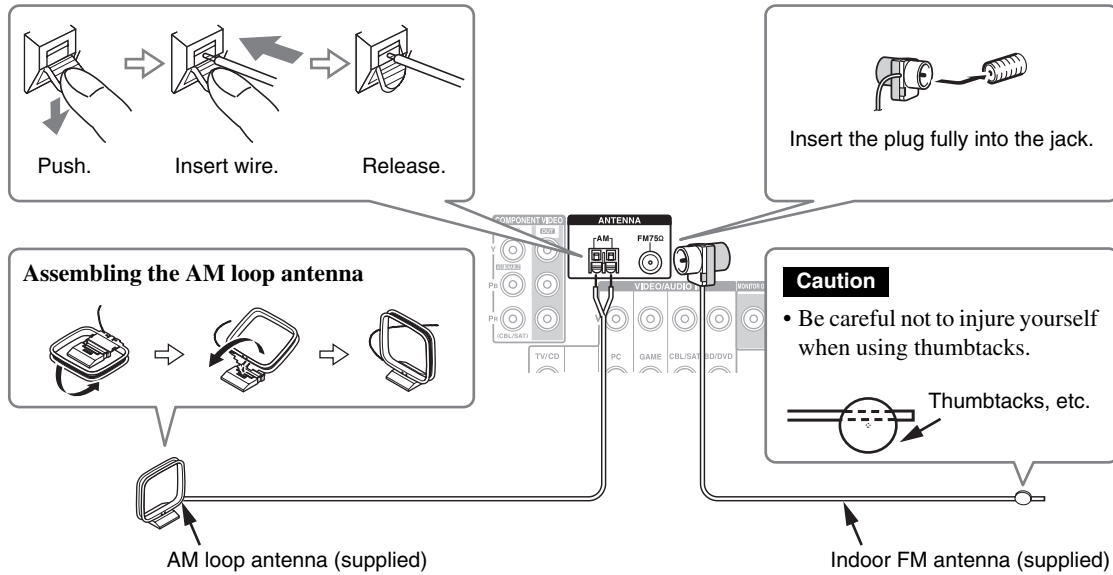 Push.
Insert wire.
Release.
Insert the plug fully into the jack.
COMPONENT VIDEO
OUT
Y
PB
PR
(CBL/SAT)
ANTENNA
AM
FM75Ω
VIDEO/AUDIO
MONITOR O
V
TV/CD
PC
GAME
CBL/SAT
BD/DVD
Assembling the AM loop antenna
Caution
• Be careful not to injure yourself
when using thumbtacks.
Thumbtacks, etc.
AM loop antenna (supplied)
Indoor FM antenna (supplied)